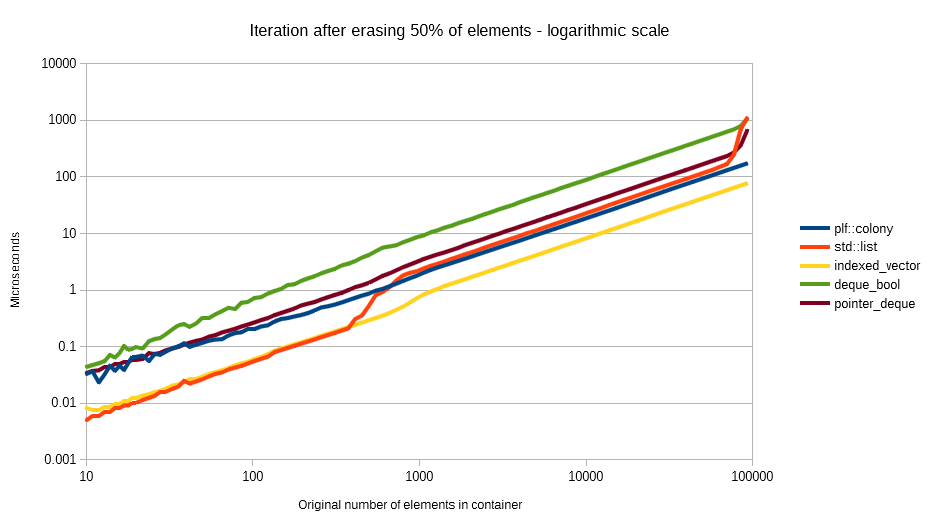 Iteration after erasing 50% of elements - logarithmic scale
10000
1000
100
10
1
0.1
0.01
0.001
Microseconds
10 100 1000 10000 100000
Original number of elements in container
plf::colony
std::list
indexed_vector
deque_bool
pointer_deque